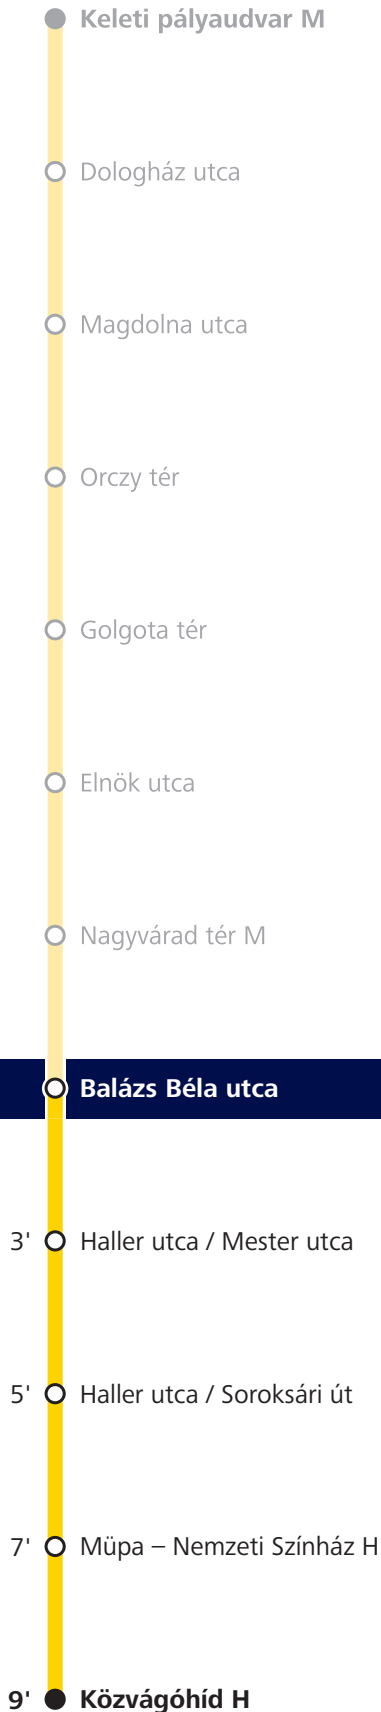 Keleti pályaudvar M
Dologház utca
Magdolna utca
Orczy tér
Golgota tér
Elnök utca
Nagyvárad tér M
Balázs Béla utca
3' Haller utca / Mester utca
5' Haller utca / Soroksári út
7' Müpa – Nemzeti Színház H
9' Közvágóhíd H